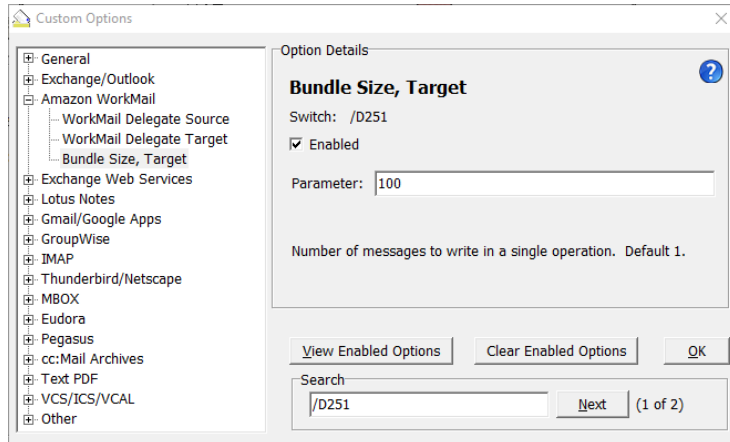 Custom Options
General
Exchange/Outlook
Amazon WorkMail
WorkMail Delegate Source
WorkMail Delegate Target
Bundle Size, Target
Exchange Web Services
Lotus Notes
Gmail/Google Apps
GroupWise
IMAP
Thunderbird/Netscape
MBOX
Eudora
Pegasus
cc:Mail Archives
Text PDF
VCS/ICS/VCAL
Other
Option Details
Bundle Size, Target
Switch: /D251
Enabled
Parameter: 100
Number of messages to write in a single operation. Default 1.
View Enabled Options Clear Enabled Options OK
Search
/D251 Next (1 of 2)